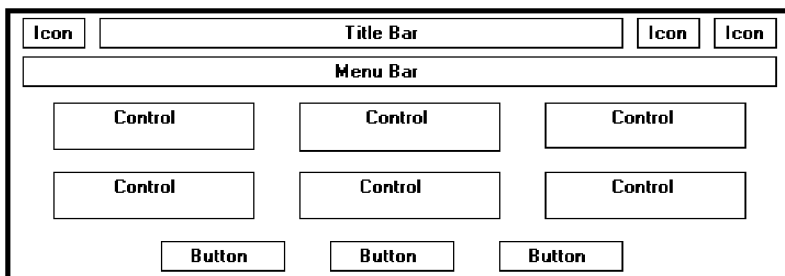 Icon Title Bar Icon Icon
Menu Bar
Control Control Control
Control Control Control
Button Button Button